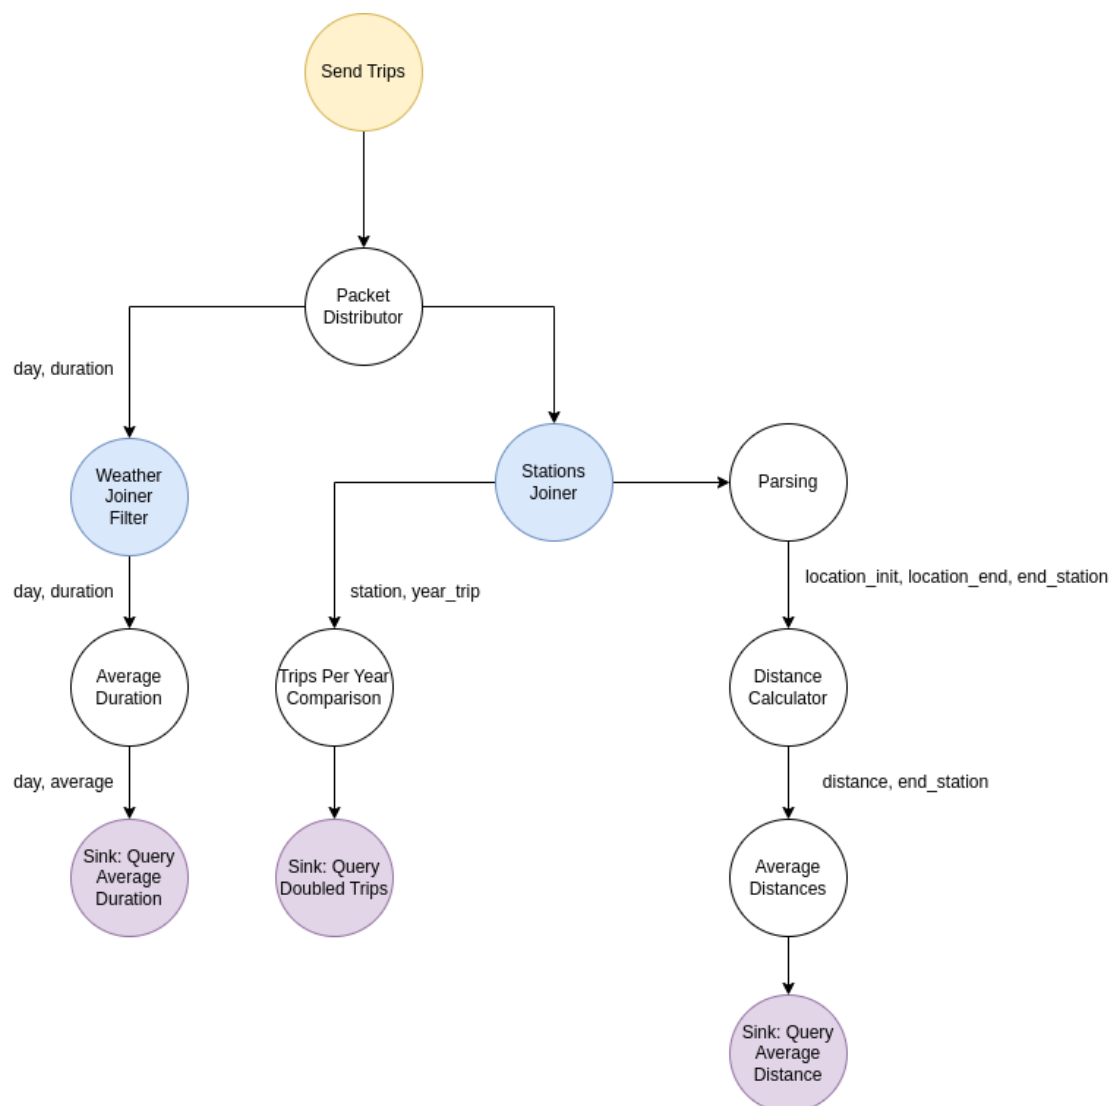 Send Trips
Packet
Distributor
day, duration
Weather
Joiner
Filter
Stations
Joiner
Parsing
day, duration
station, year_trip
location_init, location_end, end_station
Average
Duration
Trips Per Year
Comparison
Distance
Calculator
day, average
distance, end_station
Sink: Query
Average
Duration
Sink: Query
Doubled Trips
Average
Distances
Sink: Query
Average
Distance